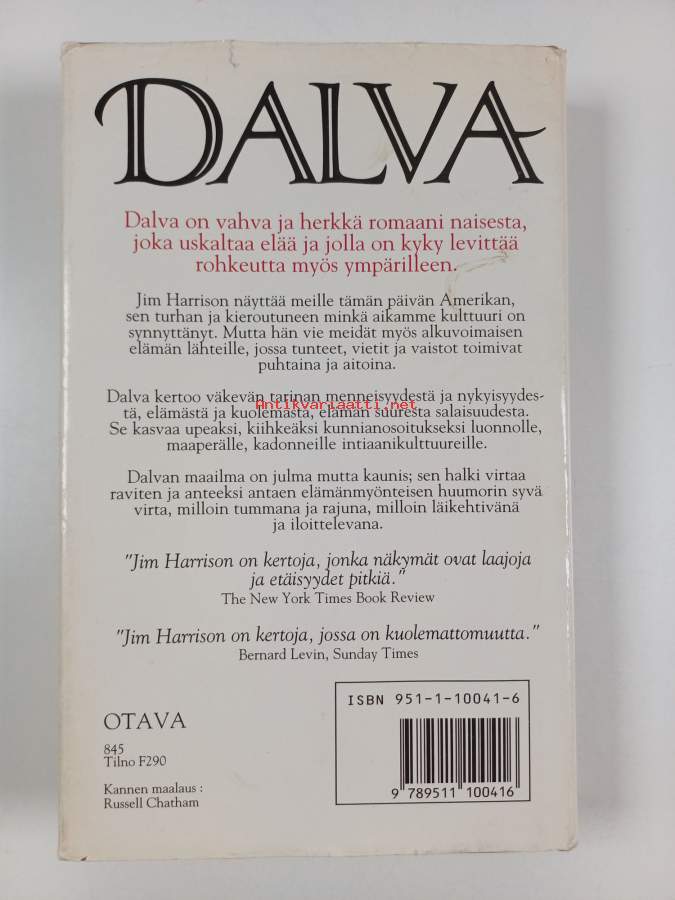 DALVA
Dalva on vahva ja herkkä romaani naisesta,
joka uskaltaa elää ja jolla on kyky levittää
rohkeutta myös ympärilleen.
Jim Harrison näyttää meille tämän päivän Amerikan,
sen turhan ja kieroutuneen minkä aikamme kulttuuri on
synnyttänyt. Mutta hän vie meidät myös alkuvoimaisen
elämän lähteille, jossa tunteet, vietit ja vaistot toimivat
puhtaina ja aitoina.
Dalva kertoo väkevän tarinan menneisyydestä ja nykyisyydes-
tä, elämästä ja kuolemasta, elämän suuresta salaisuudesta.
Antikvariaatti.net
Se kasvaa upeaksi, kiihkeäksi kunnianosoitukseksi luonnolle,
maaperälle, kadonneille intiaanikulttuureille.
Dalvan maailma on julma mutta kaunis; sen halki virtaa
raviten ja anteeksi antaen elämänmyönteisen huumorin syvä
virta, milloin tummana ja rajuna, milloin läikehtivänä
ja iloittelevana.
"Jim Harrison on kertoja, jonka näkymät ovat laajoja
ja etäisyydet pitkiä."
The New York Times Book Review
"Jim Harrison on kertoja, jossa on kuolemattomuutta."
Bernard Levin, Sunday Times
OTAVA
845
Tilno F290
Kannen maalaus :
Russell Chatham
ISBN 951-1-10041-6
9 789511 100416